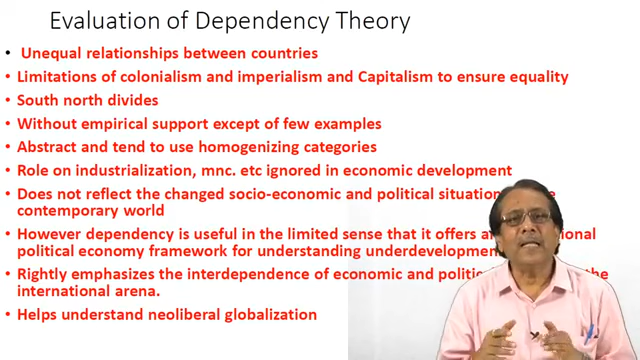 Evaluation of Dependency Theory
• Unequal relationships between countries
• Limitations of colonialism and imperialism and Capitalism to ensure equality
• South north divides
• Without empirical support except of few examples
• Abstract and tend to use homogenizing categories
• Role on industrialization, mnc. etc ignored in economic development
• Does not reflect the changed socio-economic and political situation
contemporary world
• However dependency is useful in the limited sense that it offers
political economy framework for understanding underdevelopment
• Rightly emphasizes the interdependence of economic and the
international arena.
• Helps understand neoliberal globalization